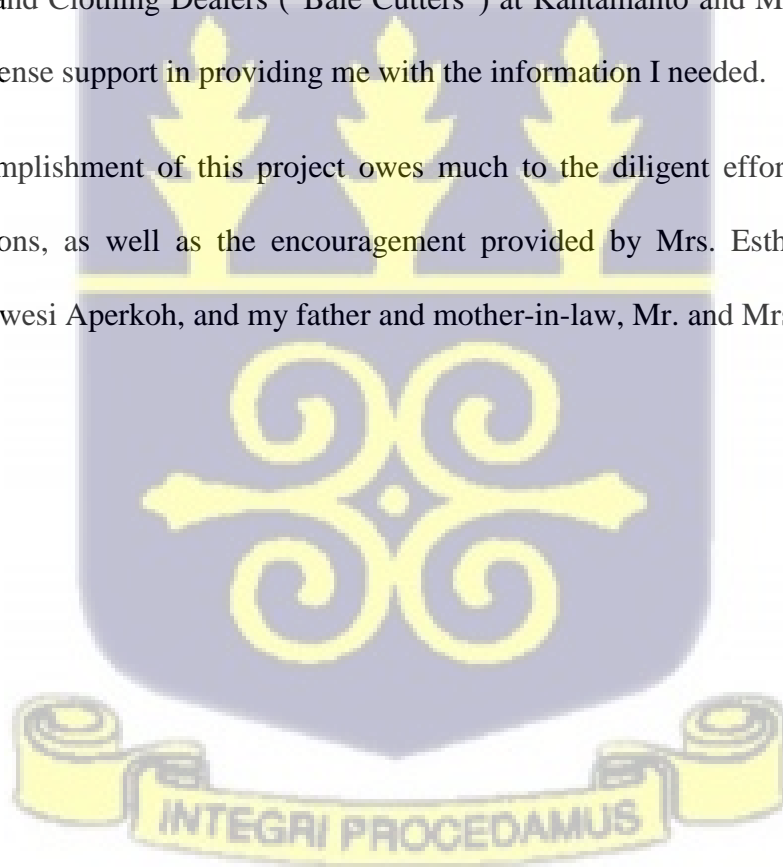 and Clothing Dealers ("Bale Cutters") at Kantamanto and M
ense support in providing me with the information I needed.
mplishment of this project owes much to the diligent effor
ons, as well as the encouragement provided by Mrs. Esth
wesi Aperkoh, and my father and mother-in-law, Mr. and Mrs
INTEGRI PROCEDAMUS